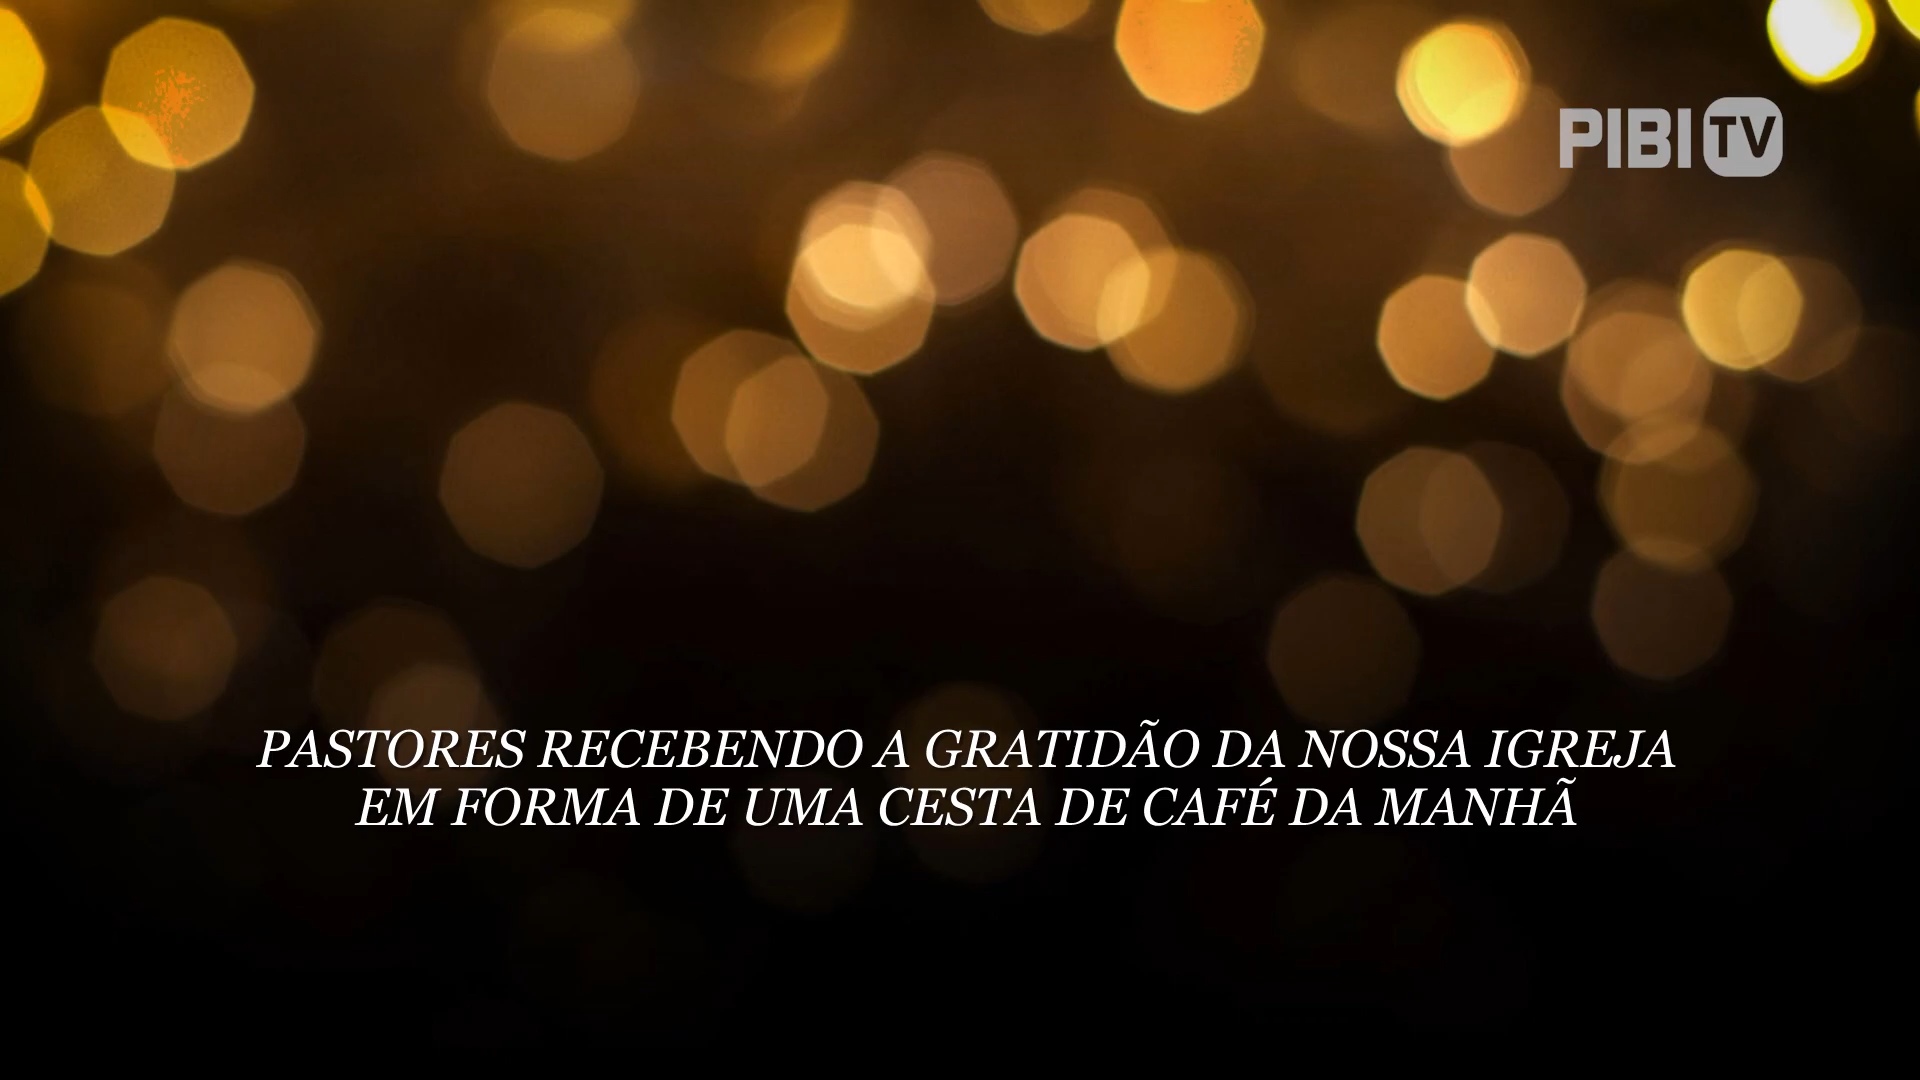 PIBI TV
PASTORES RECEBENDO A GRATIDÃO DA NOSSA IGREJA
EM FORMA DE UMA CESTA DE CAFÉ DA MANHÃ